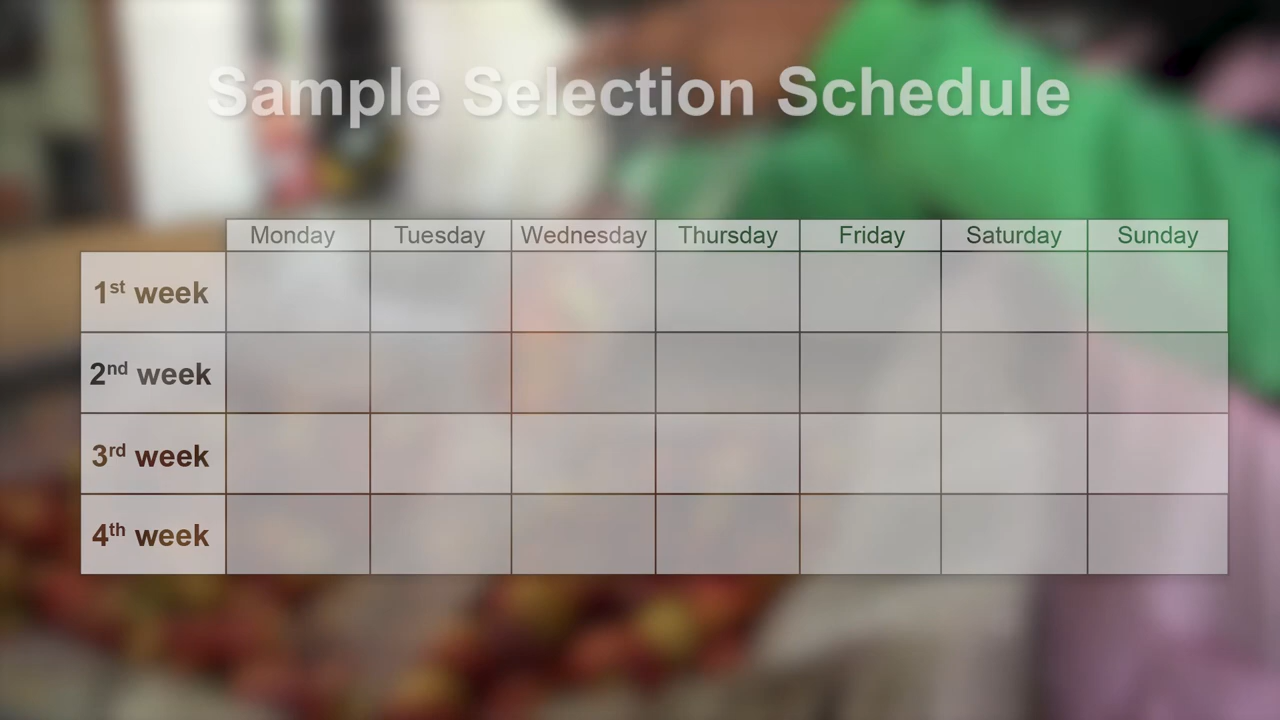 Sample Selection Schedule
Monday Tuesday Wednesday Thursday Friday Saturday Sunday
1st week
2nd week
3rd week
4th week